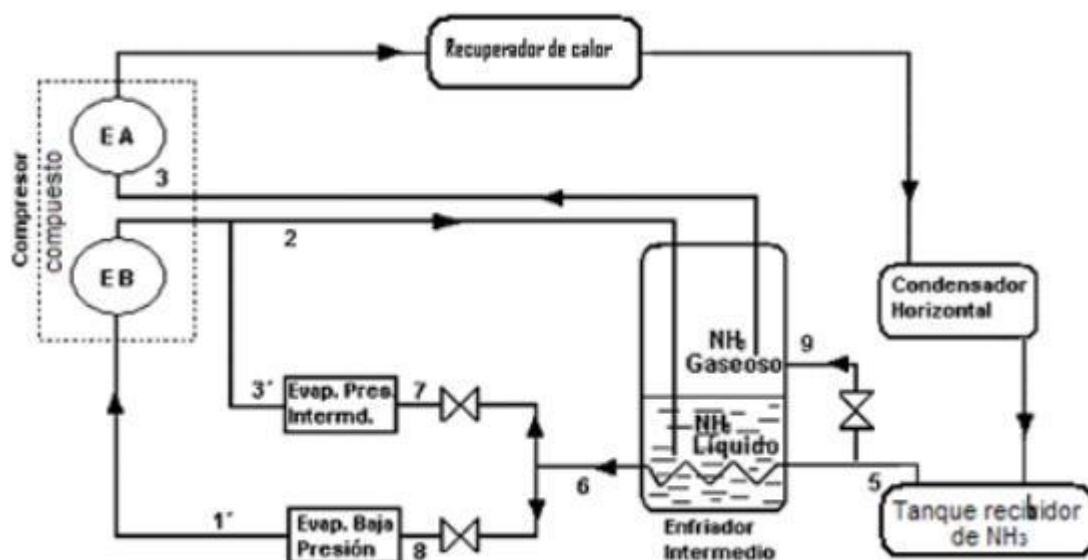 Recuperador de calor
EA
3
Compresor
compuesto
2
EB
Condensador
Horizontal
NH₃
Gaseoso
9
3´
Evap. Pres.
Intermd.
7
NH₃
Líquido
6
5
Tanque recibidor
de NH₃
1´
Evap. Baja
Presión
8
Enfriador
Intermedio